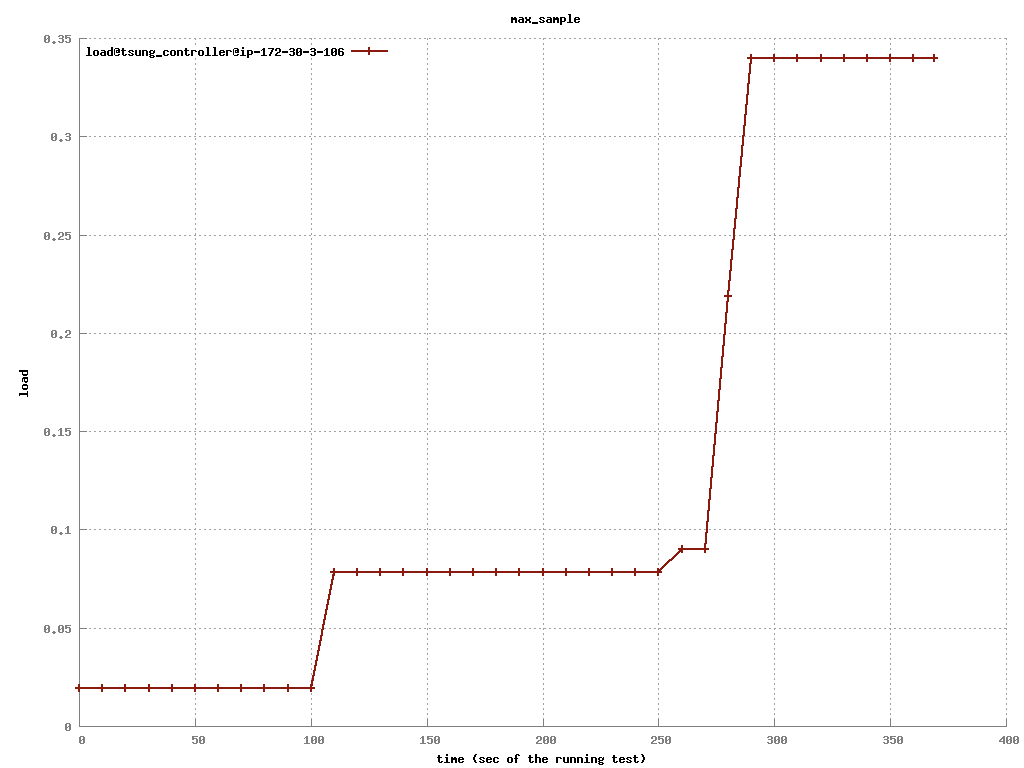 max_sample
load@tsung_controller@ip-172-30-3-106
0.35
0.3
0.25
0.2
0.15
0.1
0.05
0
load
0 50 100 150 200 250 300 350 400
time (sec of the running test)